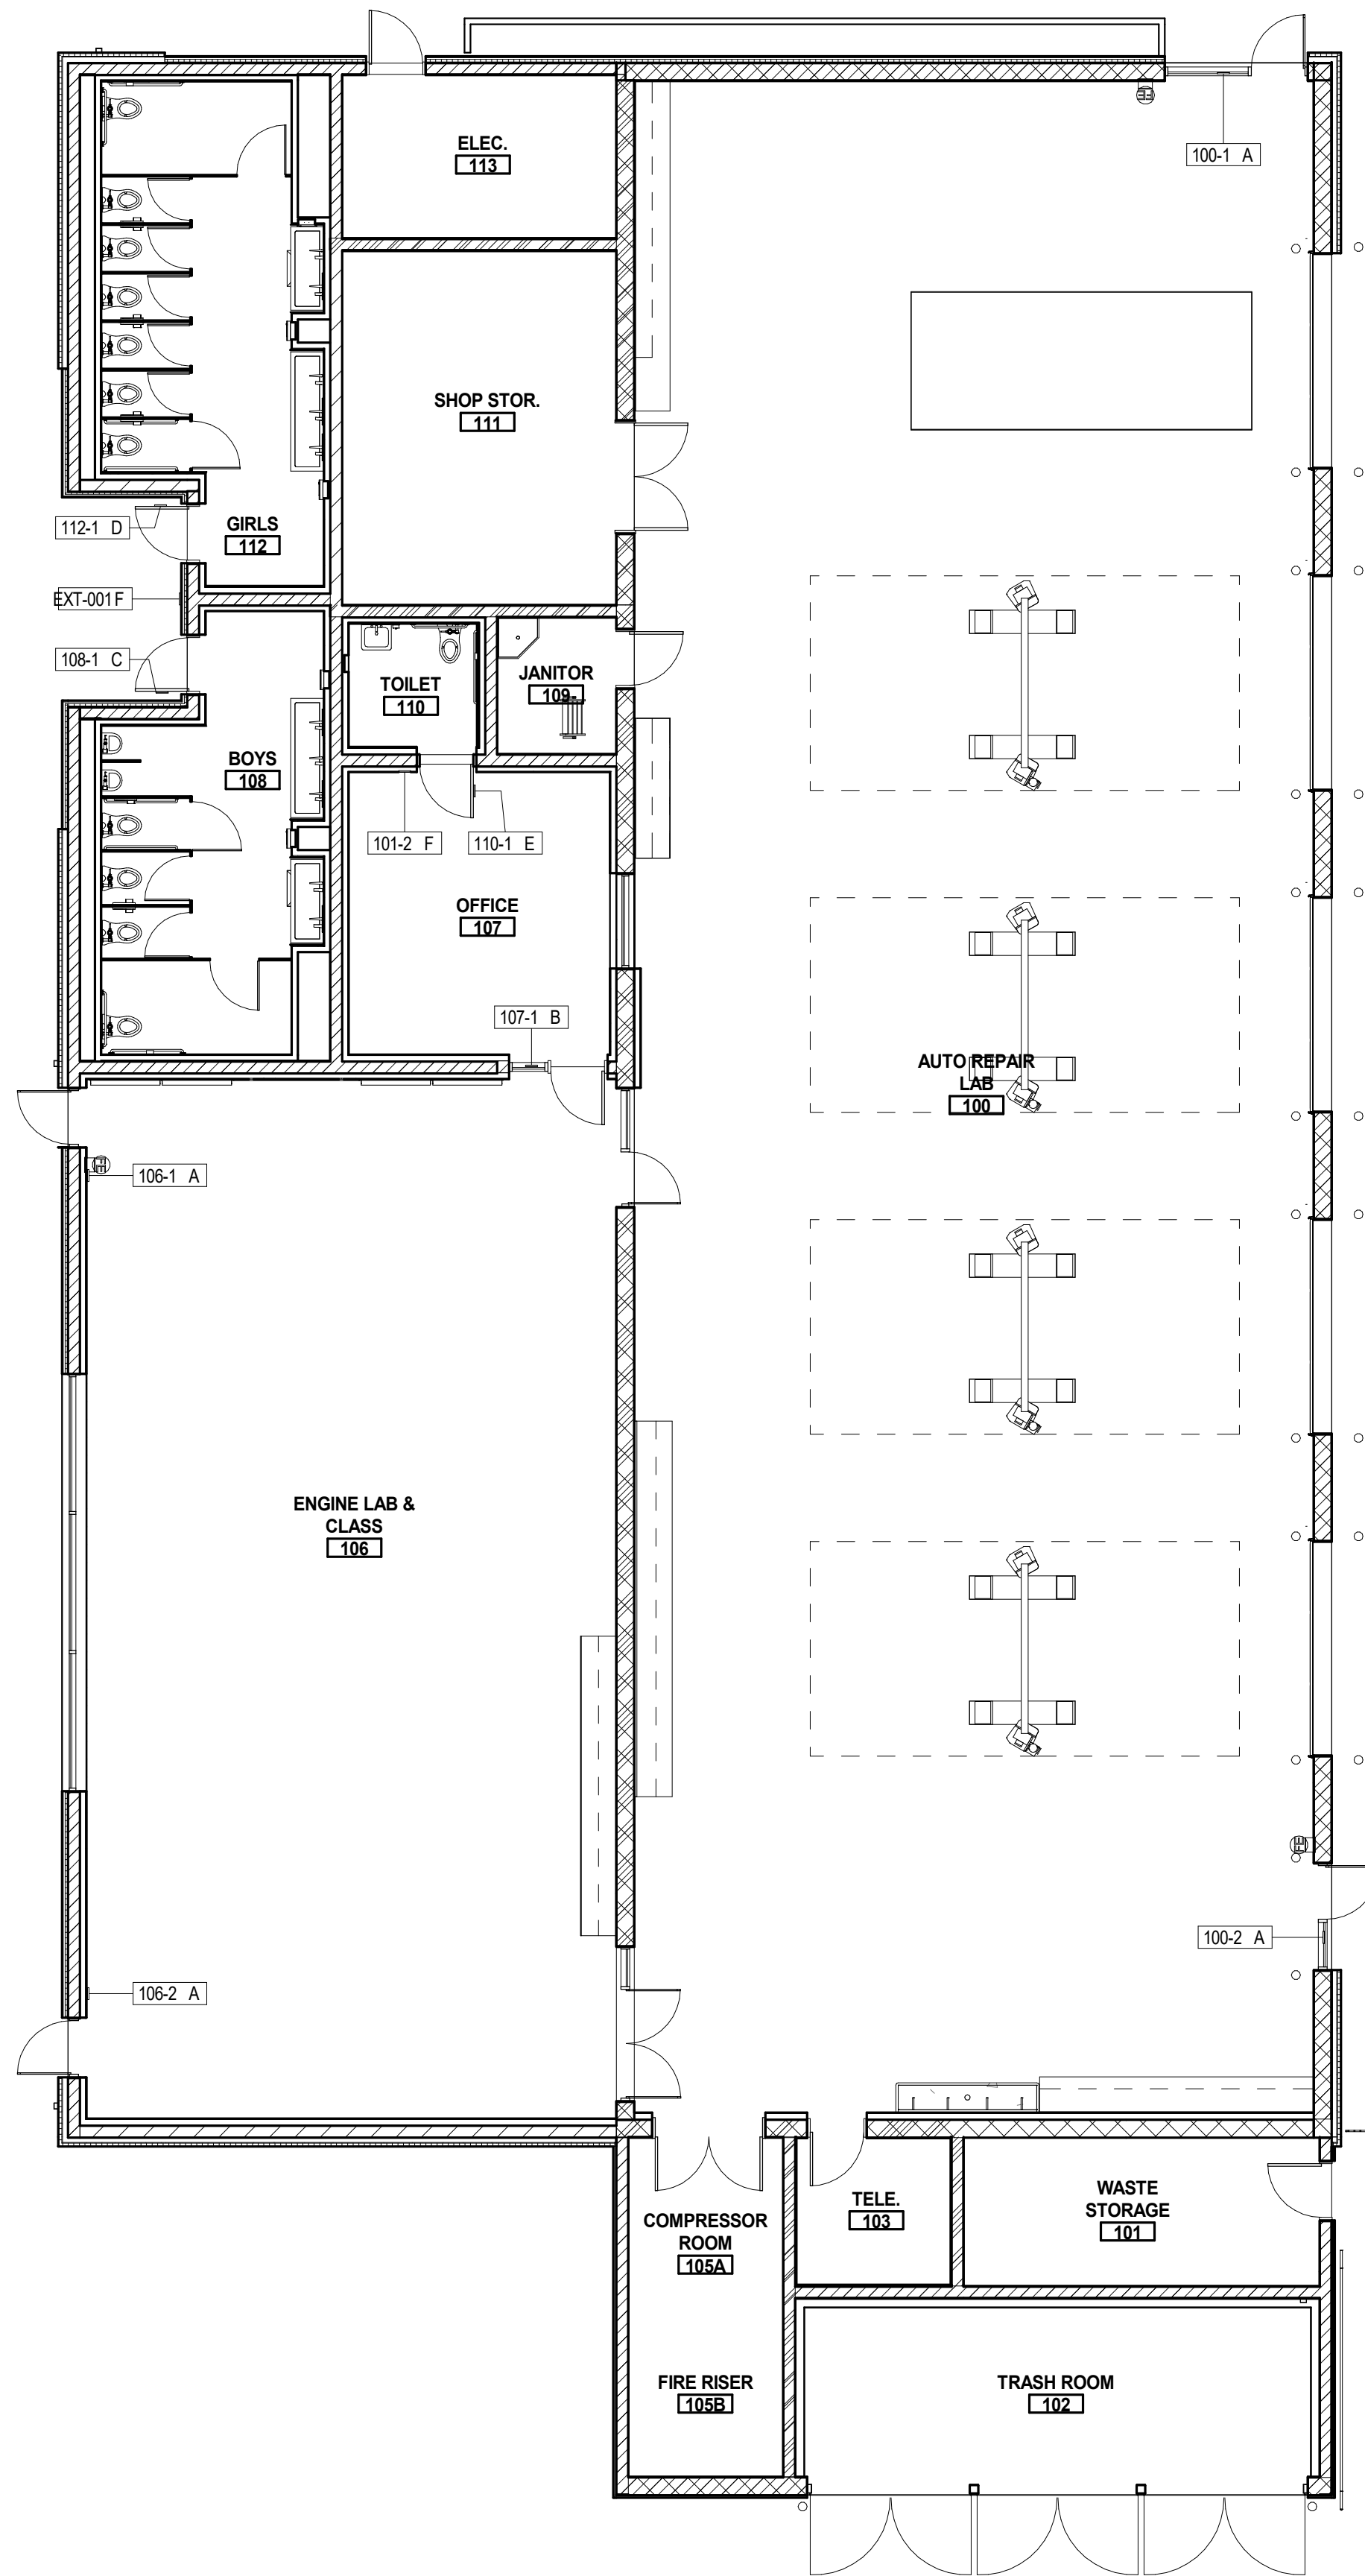 ELEC.
113
100-1 A
SHOP STOR.
111
112-1 D
GIRLS
112
EXT-001 F
108-1 C
TOILET
110
JANITOR
109
BOYS
108
101-2 F
110-1 E
OFFICE
107
107-1 B
AUTO REPAIR
LAB
100
FE
106-1 A
ENGINE LAB &
CLASS
106
FE
100-2 A
106-2 A
WASTE
STORAGE
101
TELE.
103
COMPRESSOR
ROOM
105A
FIRE RISER
105B
TRASH ROOM
102